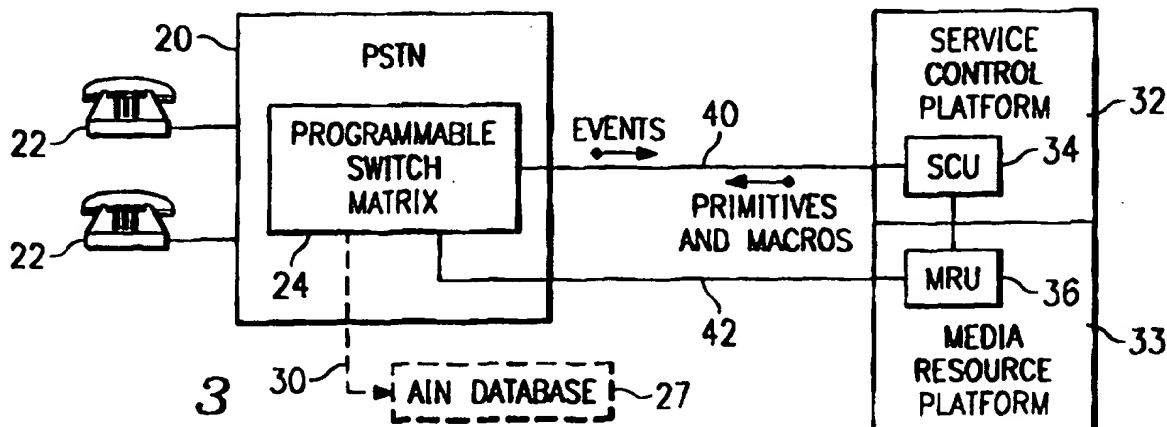 20
PSTN
22
22
PROGRAMMABLE
SWITCH
MATRIX
24
EVENTS
40
PRIMITIVES
AND MACROS
42
SERVICE
CONTROL
PLATFORM
32
SCU
34
MRU
36
MEDIA
RESOURCE
PLATFORM
33
30
AIN DATABASE
27
3